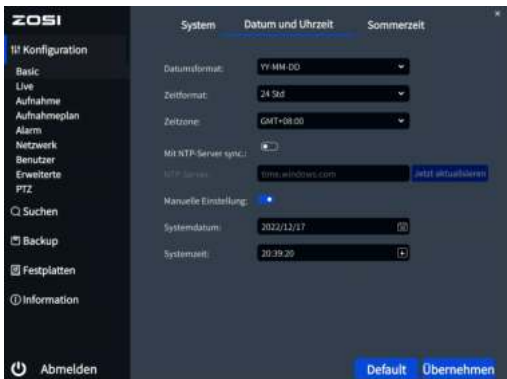 ZOSI
System Datum und Uhrzeit Sommerzeit
Konfiguration
Basic
Live
Aufnahme
Aufnahmeplan
Alarm
Netzwerk
Benutzer
Erweiterte
PTZ
Suchen
Backup
Festplatten
Information
Abmelden
Datumsformat: YY-MM-DD
Zeitformat: 24 Std
Zeitzone: GMT+08:00
Mit NTP-Server sync.:
NTP-Server: time.windows.com Jetzt aktualisieren
Manuelle Einstellung:
Systemdatum: 2022/12/17
Systemzeit: 20:39:20
Default Übernehmen